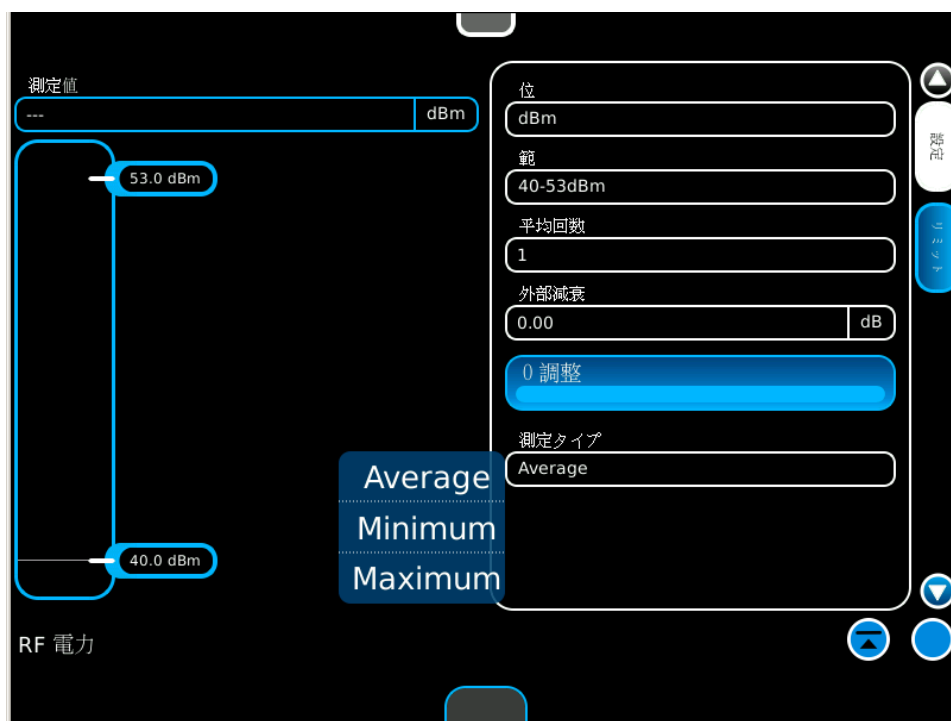 測定値
---
dBm
53.0 dBm
40.0 dBm
位
dBm
範
40-53dBm
平均回数
1
外部減衰
0.00
dB
0 調整
測定タイプ
Average
Average
Minimum
Maximum
設定
リミット
RF 電力